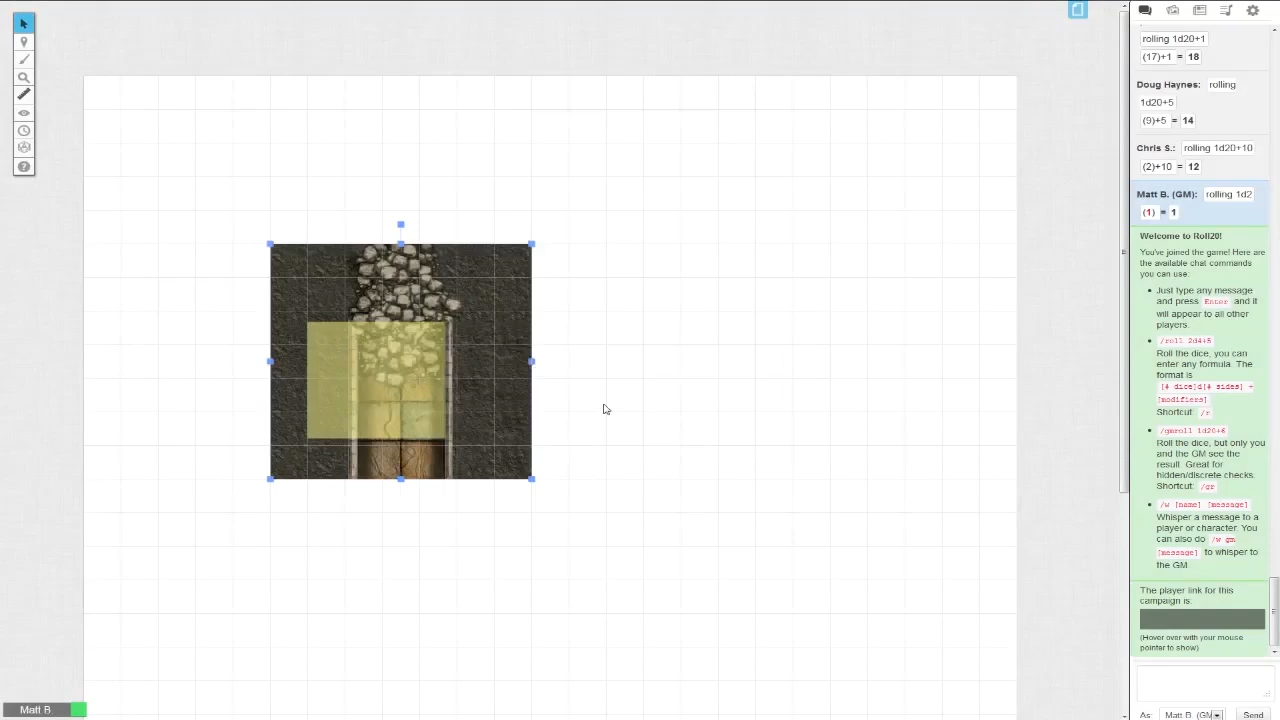 rolling 1d20+1
(17)+1 = 18
Doug Haynes: rolling
1d20+5
(9)+5 = 14
Chris S.: rolling 1d20+10
(2)+10 = 12
Matt B. (GM): rolling 1d2
(1) = 1
Welcome to Roll20!
You've joined the game! Here are
the available chat commands
you can use:
• Just type any message
and press Enter and it
will appear to all other
players.
• /roll 2d4+5
Roll the dice, you can
enter any formula. The
format is
[# dice]d[# sides] +
[modifiers]
Shortcut: /r
• /gmroll 1d20+6
Roll the dice, but only you
and the GM see the
result. Great for
hidden/discrete checks.
Shortcut: /gr
• /w [name] [message]
Whisper a message to a
player or character. You
can also do /w gm
[message] to whisper to
the GM.
The player link for this
campaign is:
(Hover over with your mouse
pointer to show)
As: Matt B. (GM Send
Matt B.